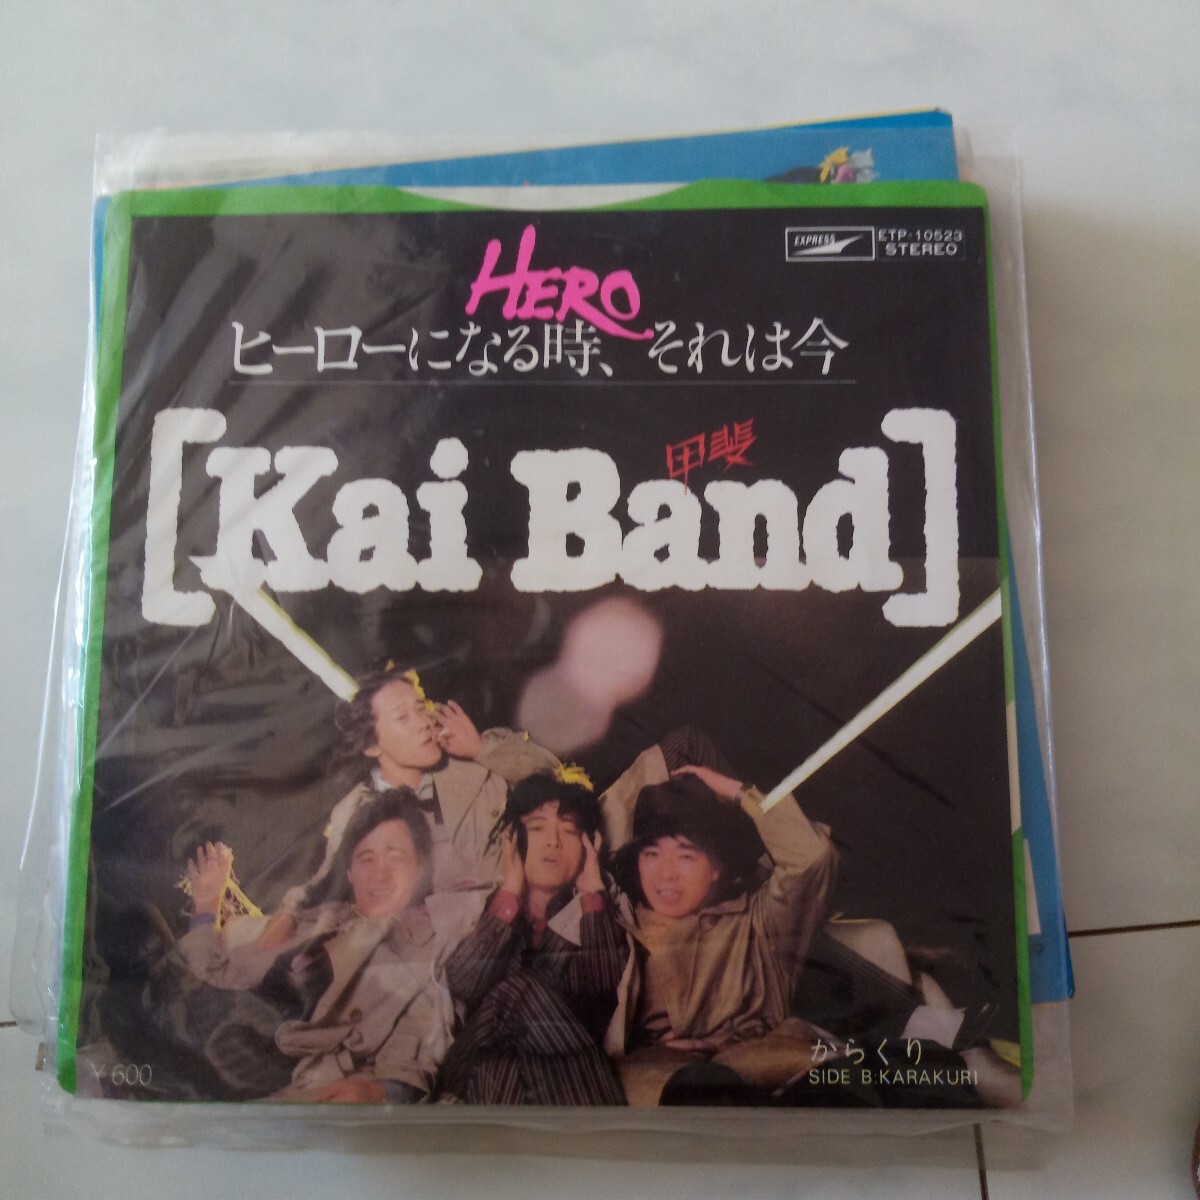 HERO
EXPRESS
ETP-10523
STEREO
ヒーローになる時、それは今
甲斐
[Kai Band]
からくり
SIDE B:KARAKURI
¥600